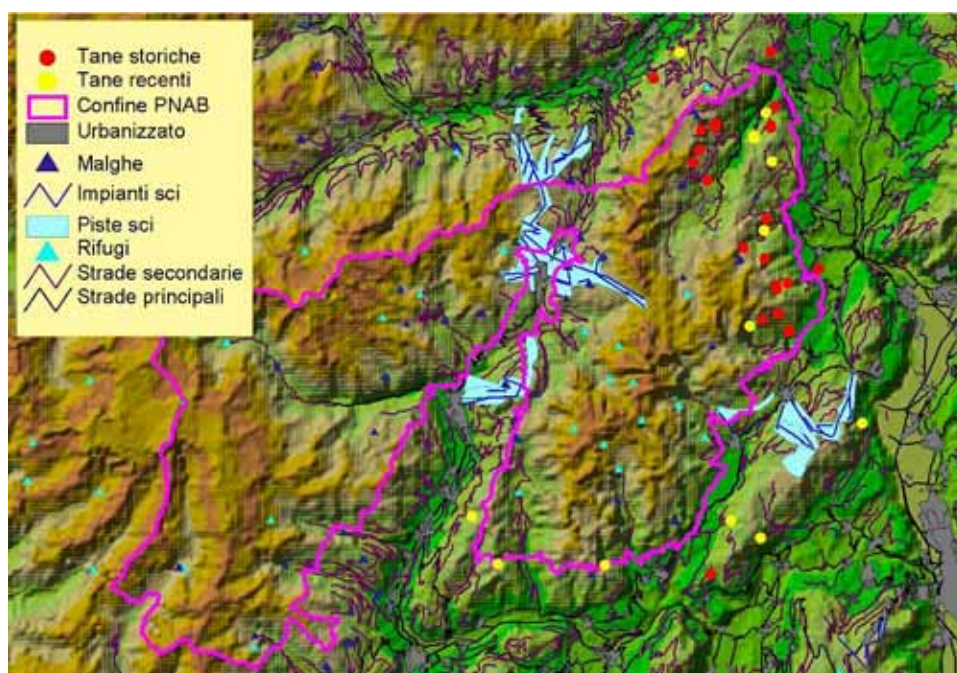 Tane storiche
Tane recenti
Confine PNAB
Urbanizzato
Malghe
Impianti sci
Piste sci
Rifugi
Strade secondarie
Strade principali